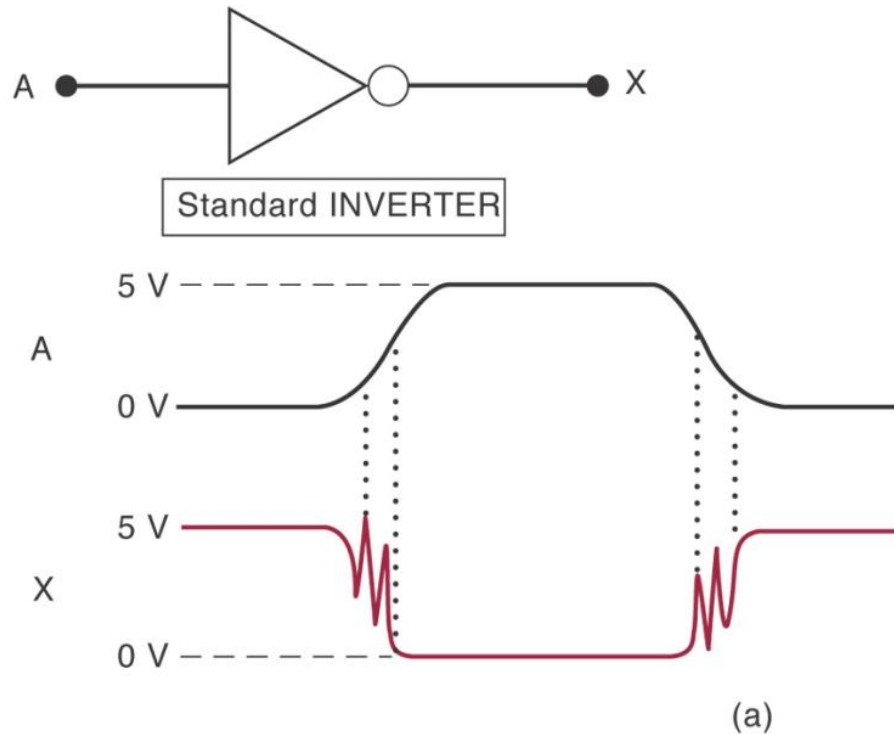 A X
Standard INVERTER
5 V
A
0 V
5 V
X
0 V
(a)